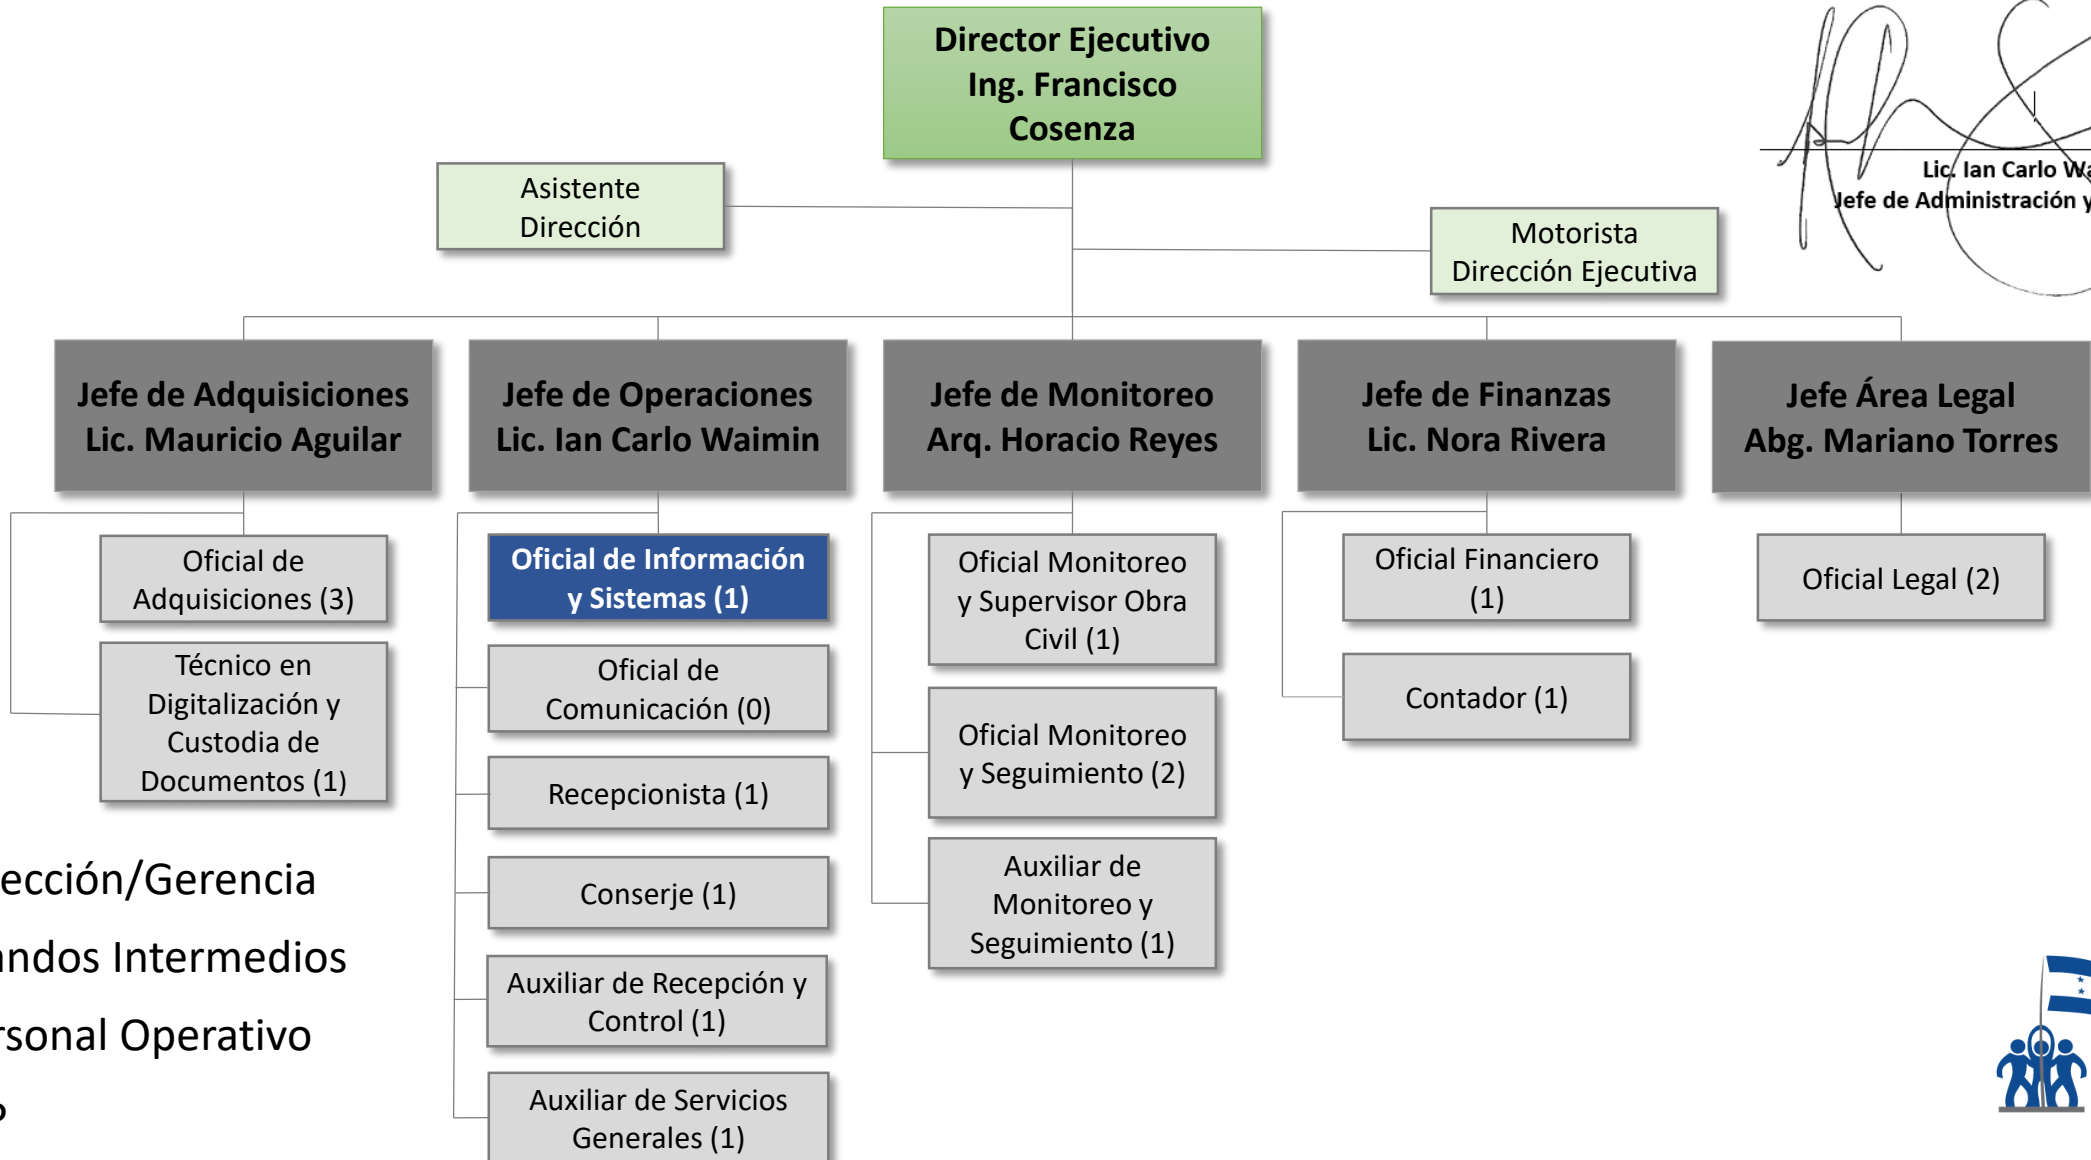 Director Ejecutivo
Ing. Francisco
Cosenza
Lic. Ian Carlo
Jefe de Administración y
Asistente
Dirección
Motorista
Dirección Ejecutiva
Jefe de Adquisiciones
Lic. Mauricio Aguilar
Jefe de Operaciones
Lic. Ian Carlo Waimin
Jefe de Monitoreo
Arq. Horacio Reyes
Jefe de Finanzas
Lic. Nora Rivera
Jefe Área Legal
Abg. Mariano Torres
Oficial de
Adquisiciones (3)
Técnico en
Digitalización y
Custodia de
Documentos (1)
Oficial de Información
y Sistemas (1)
Oficial de
Comunicación (0)
Recepcionista (1)
Conserje (1)
Auxiliar de Recepción y
Control (1)
Auxiliar de Servicios
Generales (1)
Oficial Monitoreo
y Supervisor Obra
Civil (1)
Oficial Monitoreo
y Seguimiento (2)
Auxiliar de
Monitoreo y
Seguimiento (1)
Oficial Financiero
(1)
Contador (1)
Oficial Legal (2)
ección/Gerencia
andos Intermedios
rsonal Operativo